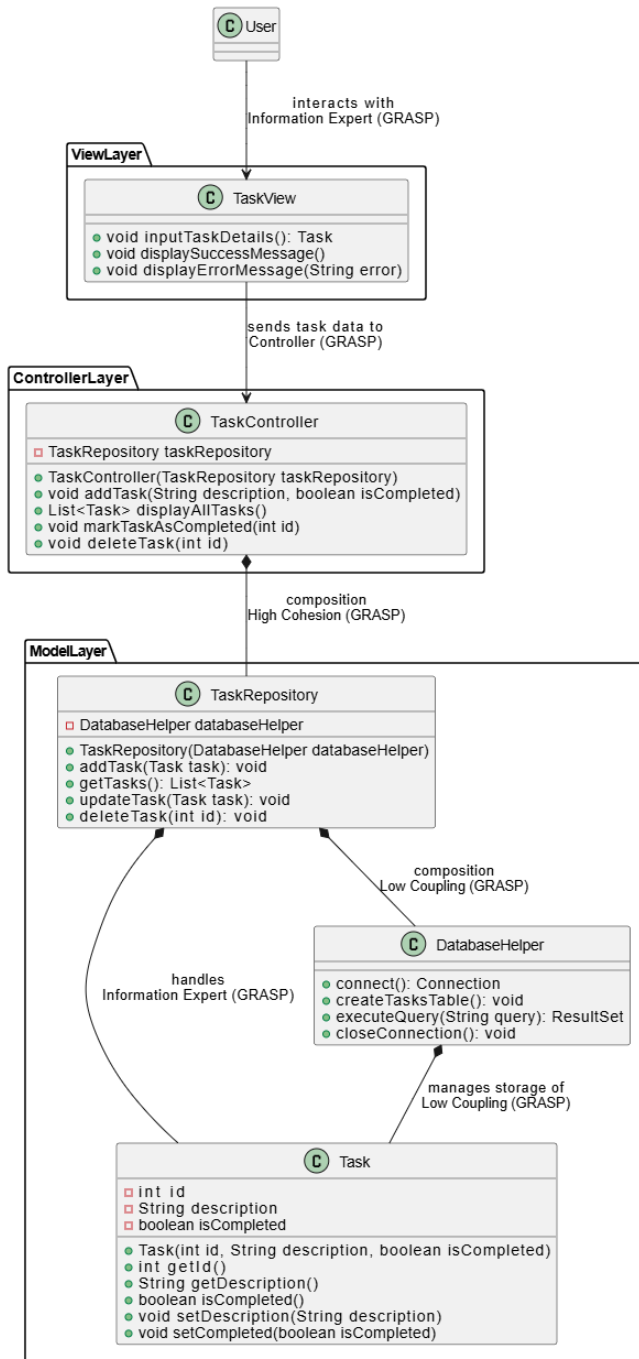 C User
interacts with
Information Expert (GRASP)
ViewLayer
C TaskView
void inputTaskDetails(): Task
void displaySuccessMessage()
void displayErrorMessage(String error)
sends task data to
Controller (GRASP)
ControllerLayer
C TaskController
TaskRepository taskRepository
TaskController(TaskRepository taskRepository)
void addTask(String description, boolean isCompleted)
List<Task> displayAllTasks()
void markTaskAsCompleted(int id)
void deleteTask(int id)
composition
High Cohesion (GRASP)
ModelLayer
C TaskRepository
DatabaseHelper databaseHelper
TaskRepository(DatabaseHelper databaseHelper)
addTask(Task task): void
getTasks(): List<Task>
updateTask(Task task): void
deleteTask(int id): void
composition
Low Coupling (GRASP)
C DatabaseHelper
connect(): Connection
createTasksTable(): void
executeQuery(String query): ResultSet
closeConnection(): void
handles
Information Expert (GRASP)
manages storage of
Low Coupling (GRASP)
C Task
int id
String description
boolean isCompleted
Task(int id, String description, boolean isCompleted)
int getId()
String getDescription()
boolean isCompleted()
void setDescription(String description)
void setCompleted(boolean isCompleted)